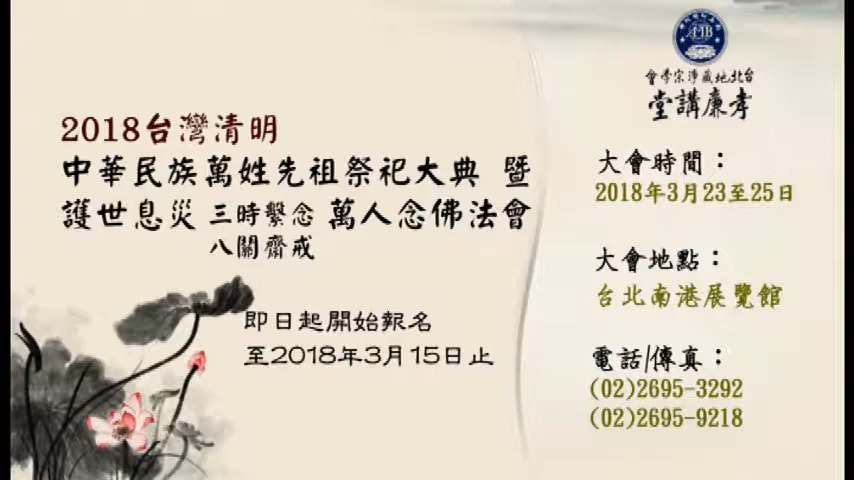 2018台灣清明
中華民族萬姓先祖祭祀大典 暨
護世息災 三時繫念 萬人念佛法會
八關齋戒
即日起開始報名
至2018年3月15日止
會學宗淨藏地北台
堂講廉孝
大會時間：
2018年3月23至25日
大會地點：
台北南港展覽館
電話/傳真：
(02)2695-3292
(02)2695-9218